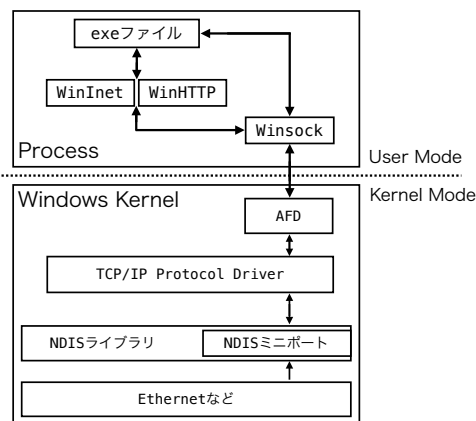 exeファイル
WinInet
WinHTTP
Winsock
Process
User Mode
Kernel Mode
Windows Kernel
AFD
TCP/IP Protocol Driver
NDISライブラリ
NDISミニポート
Ethernetなど